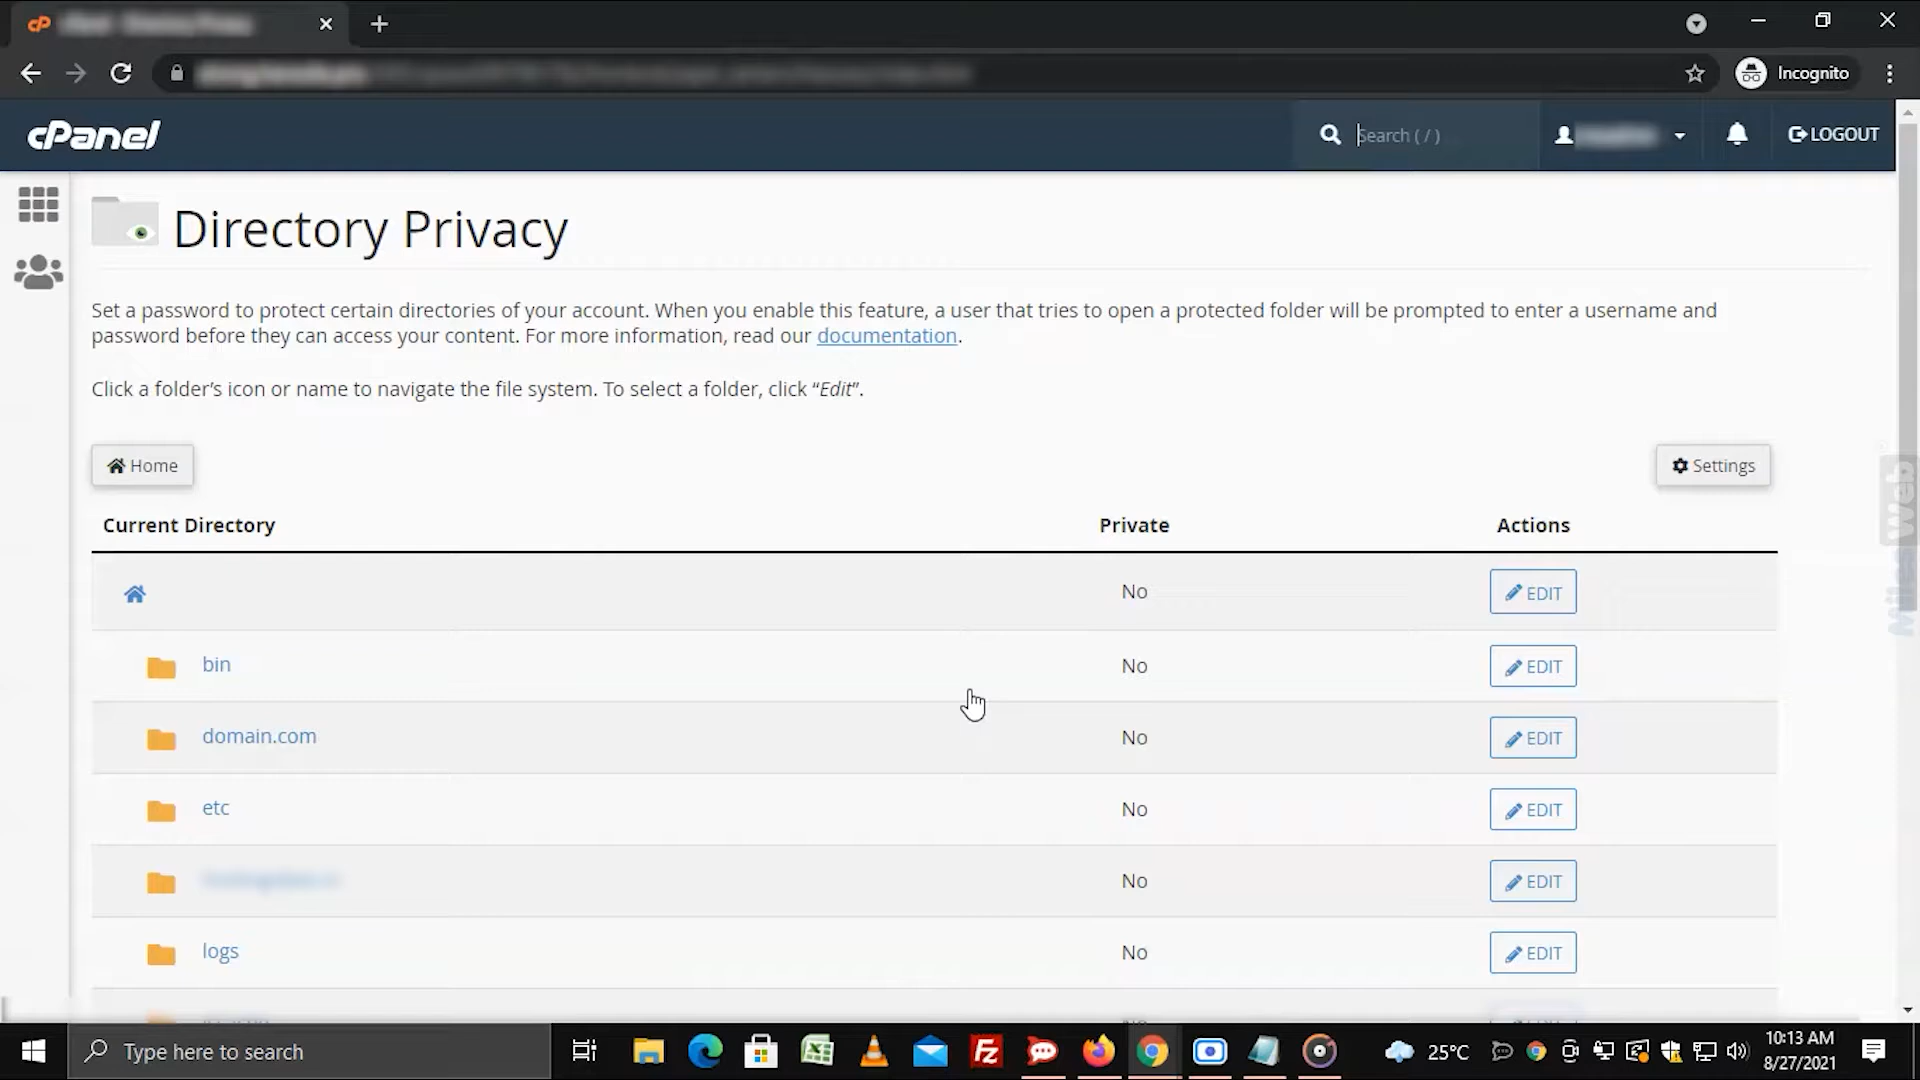 Incognito
cPanel
Search ( / )
LOGOUT
Directory Privacy
Set a password to protect certain directories of your account. When you enable this feature, a user that tries to open a protected folder will be prompted to enter a username and
password before they can access your content. For more information, read our documentation.
Click a folder’s icon or name to navigate the file system. To select a folder, click “Edit”.
Home
Settings
Current Directory Private Actions
No EDIT
bin No EDIT
domain.com No EDIT
etc No EDIT
No EDIT
logs No EDIT
MilesWeb
Type here to search
25°C
10:13 AM
8/27/2021